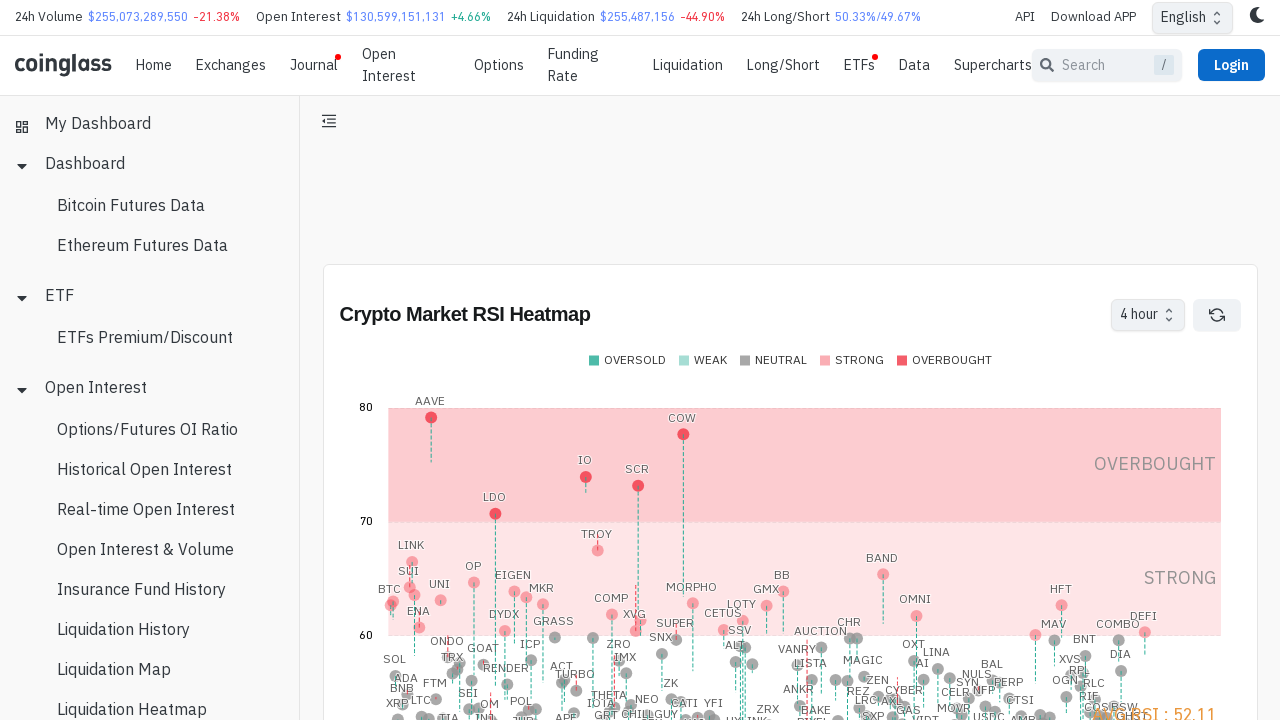 24h Volume $255,073,289,550 -21.38% Open Interest $130,599,151,131 +4.66% 24h Liquidation $255,487,156 -44.90% 24h Long/Short 50.33%/49.67% API Download APP English
coinglass Home Exchanges Journal Open Interest Options Funding Rate Liquidation Long/Short ETFs Data Supercharts Search / Login
My Dashboard
Dashboard
Bitcoin Futures Data
Ethereum Futures Data
ETF
ETFs Premium/Discount
Open Interest
Options/Futures OI Ratio
Historical Open Interest
Real-time Open Interest
Open Interest & Volume
Insurance Fund History
Liquidation History
Liquidation Map
Liquidation Heatmap
Crypto Market RSI Heatmap 4 hour
OVERSOLD WEAK NEUTRAL STRONG OVERBOUGHT
AAVE
80
COW
IO
OVERBOUGHT
SCR
LDO
70
TROY
LINK
BAND
SUI OP EIGEN BB STRONG
BTC UNI MKR MORPHO GMX HFT
COMP OMNI
ENA DYDX XVG CETUS LOTY
GRASS SUPER CHR MAV COMBO DEFI
60 SSV AUCTION
ONDO SNX BNT
GOAT ICP ZRO ALT VANRY OXT LINA
TRX IMX DIA
SOL ACT LISTA MAGIC AI XVS
RENDER BAL
TURBO NULS RPL
ADA FTM ZK ZEN SYN PERP OGN RLC
BNB SEI THETA ANKR REZ CYBER CELR NFP
XRP LTC OM POL IOTA NEO CATI YFI LRC AXL CTSI
ZRX BAKE GAS MOVR
TIA APE GRT SXP USDC
VIDT